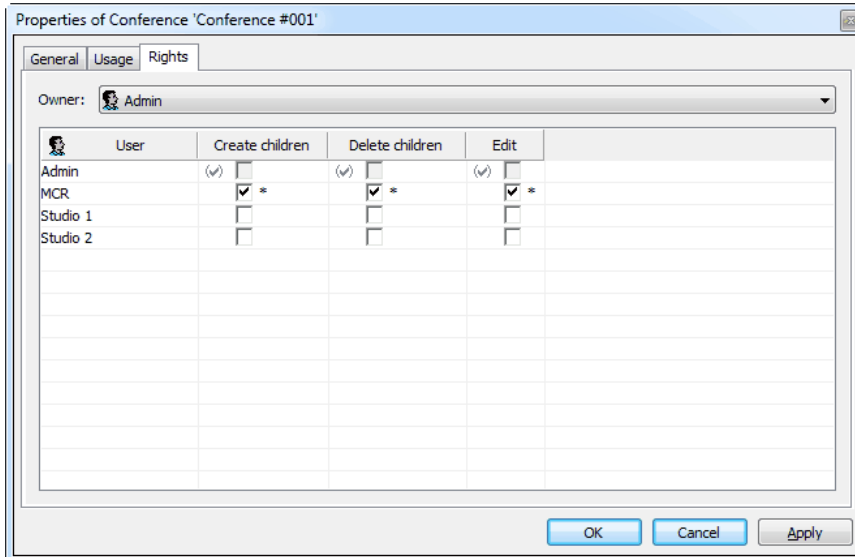 Properties of Conference 'Conference #001'
General Usage Rights
Owner: Admin
User Create children Delete children Edit
Admin (✓) (✓) (✓)
MCR * * *
Studio 1
Studio 2
OK Cancel Apply